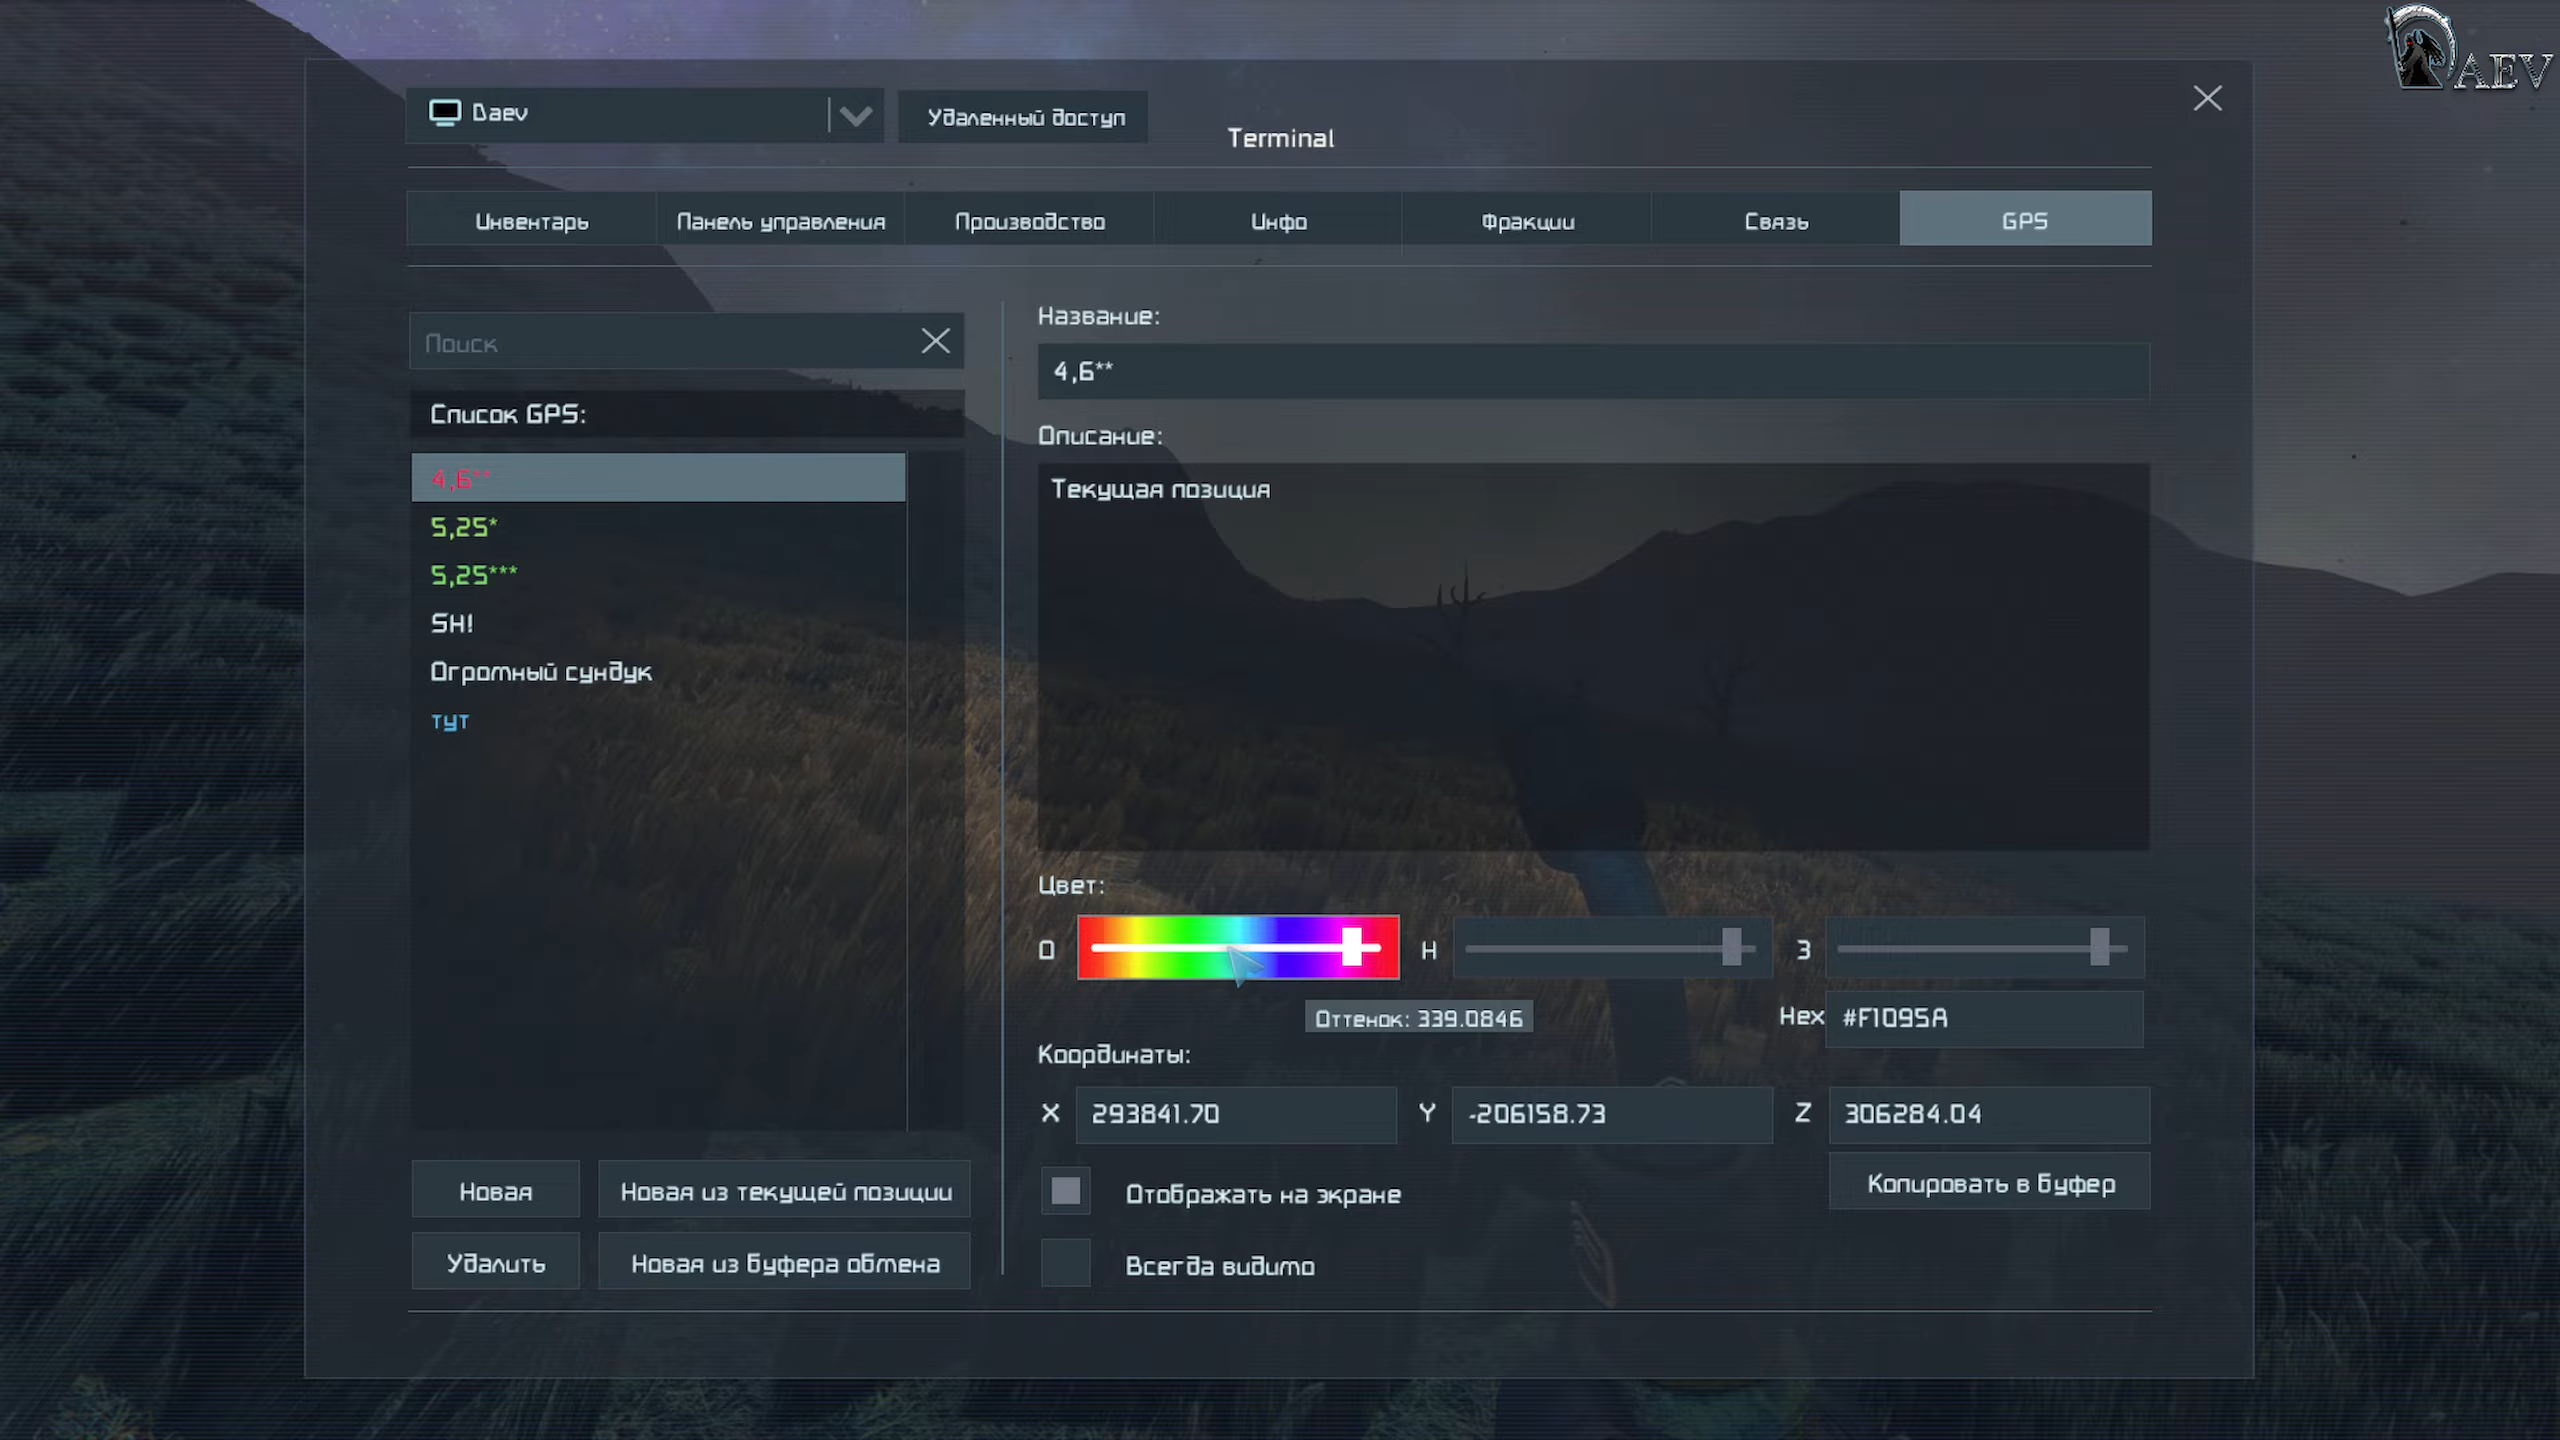 DAEV
Daev
Удаленный доступ
Terminal
Инвентарь
Панель управления
Производство
Инфо
Фракции
Связь
GPS
Поиск
Список GPS:
4,6**
5,25*
5,25***
SH!
Огромный сундук
тут
Новая
Новая из текущей позиции
Удалить
Новая из буфера обмена
Название:
4,6**
Описание:
Текущая позиция
Цвет:
О
Н
З
Оттенок: 339.0846
Hex #F1095A
Координаты:
X 293841.70 Y -206158.73 Z 306284.04
Отображать на экране
Копировать в буфер
Всегда видимо